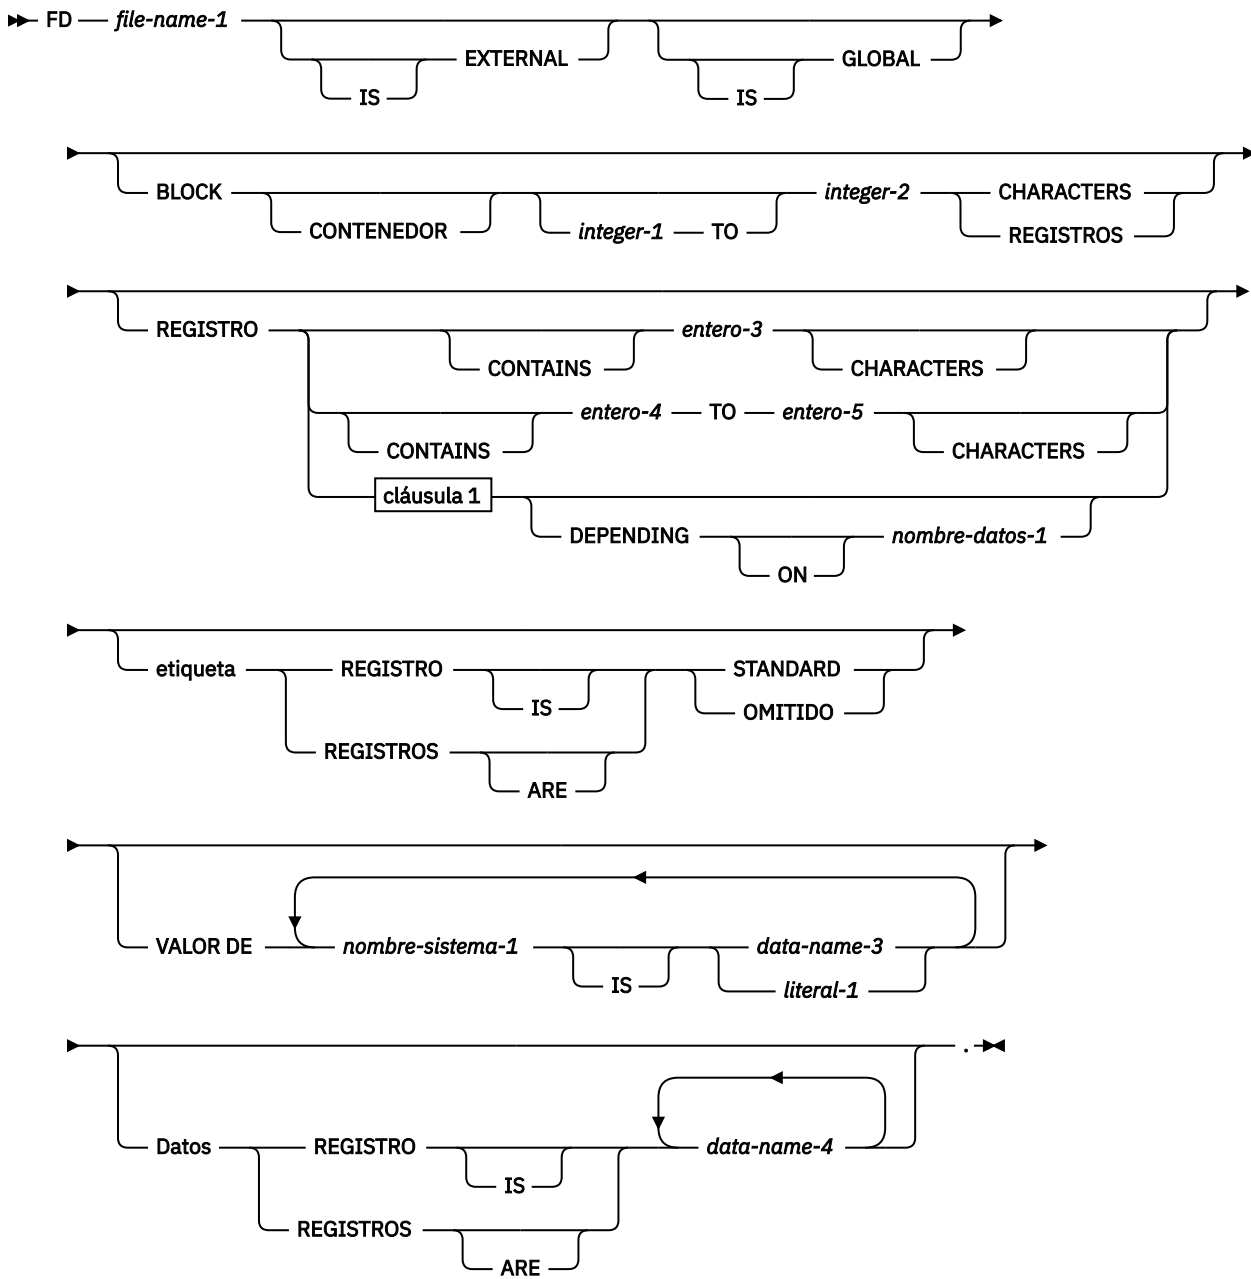 FD file-name-1
EXTERNAL GLOBAL
IS IS
BLOCK integer-2 CHARACTERS
CONTENEDOR integer-1 TO REGISTROS
REGISTRO entero-3
CONTAINS CHARACTERS
entero-4 TO entero-5
CONTAINS CHARACTERS
cláusula 1
DEPENDING nombre-datos-1
ON
etiqueta REGISTRO STANDARD
IS OMITIDO
REGISTROS
ARE
VALOR DE nombre-sistema-1 data-name-3
IS literal-1
.
Datos REGISTRO data-name-4
IS
REGISTROS
ARE